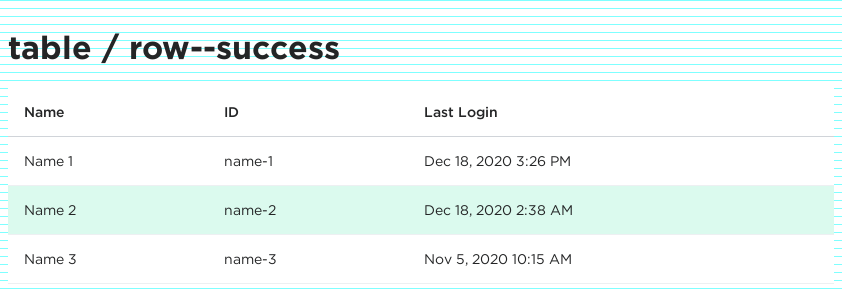 table / row--success
Name ID Last Login
Name 1 name-1 Dec 18, 2020 3:26 PM
Name 2 name-2 Dec 18, 2020 2:38 AM
Name 3 name-3 Nov 5, 2020 10:15 AM